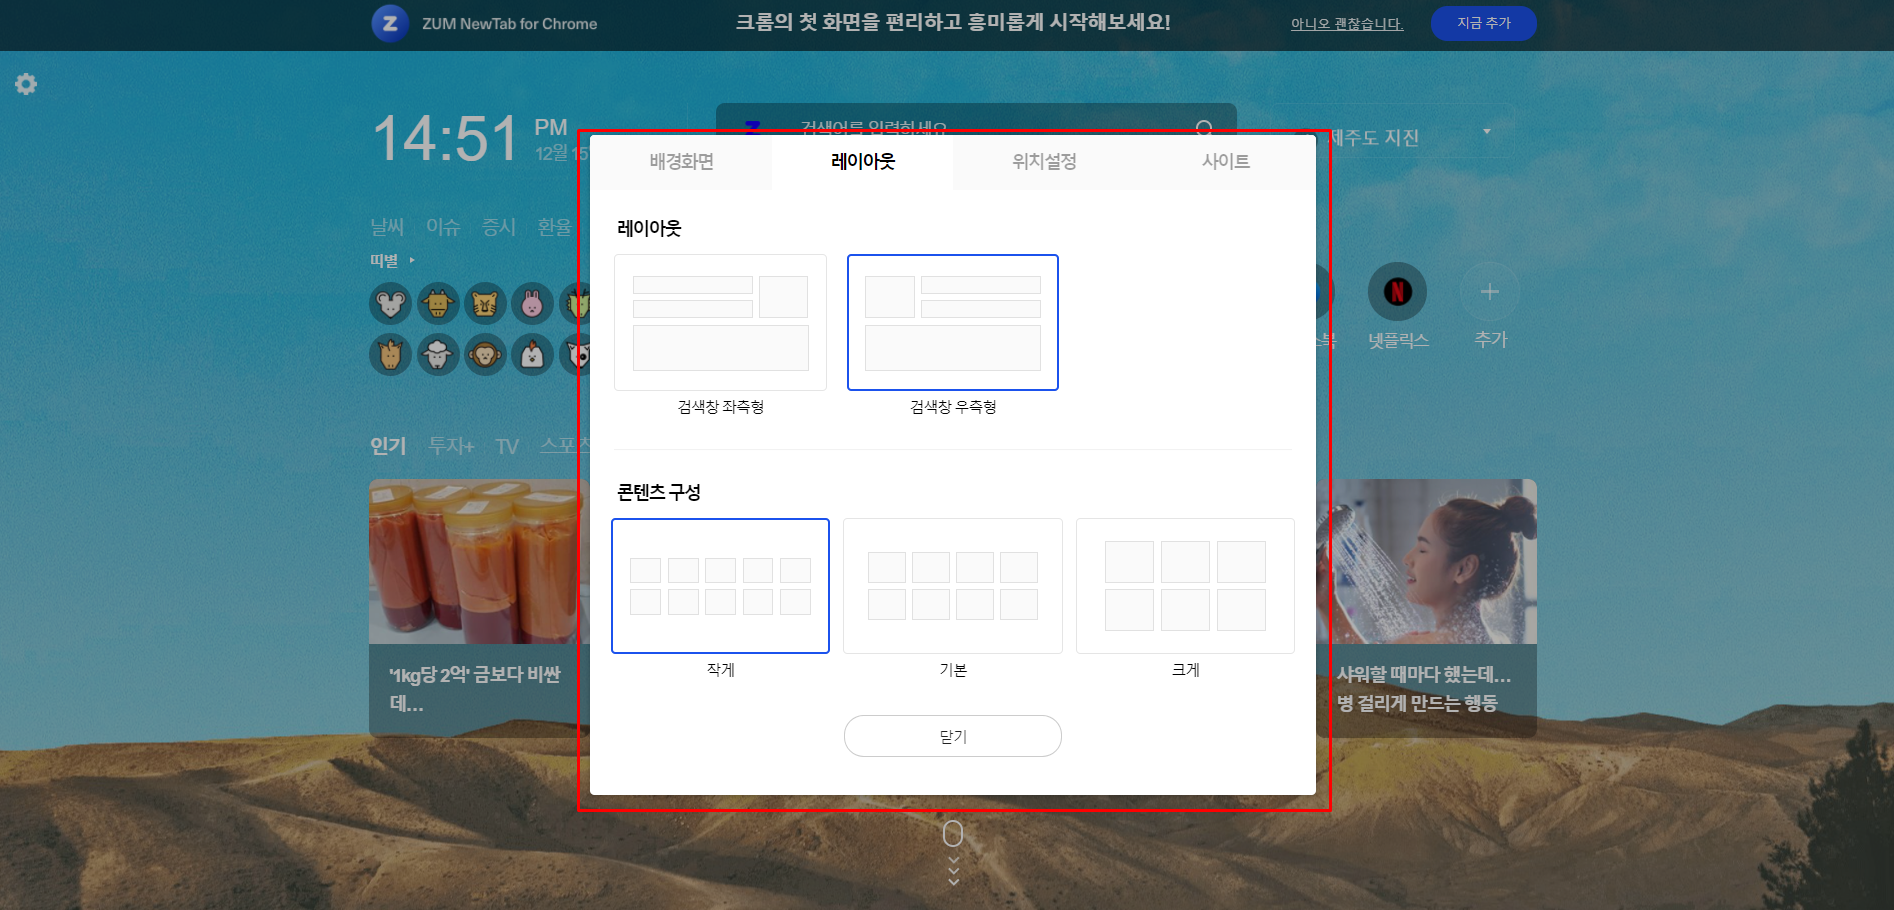 ZUM NewTab for Chrome
크롬의 첫 화면을 편리하고 흥미롭게 시작해보세요!
아니오 괜찮습니다.
지금 추가
14:51 PM
12월 15
검색어를 입력하세요
제주도 지진
날씨 이슈 증시 환율
띠별
배경화면 레이아웃 위치설정 사이트
레이아웃
검색창 좌측형 검색창 우측형
콘텐츠 구성
작게 기본 크게
닫기
넷플릭스 추가
인기 투자+ TV 스포츠
'1kg당 2억' 금보다 비싼
데...
샤워할 때마다 했는데...
병 걸리게 만드는 행동